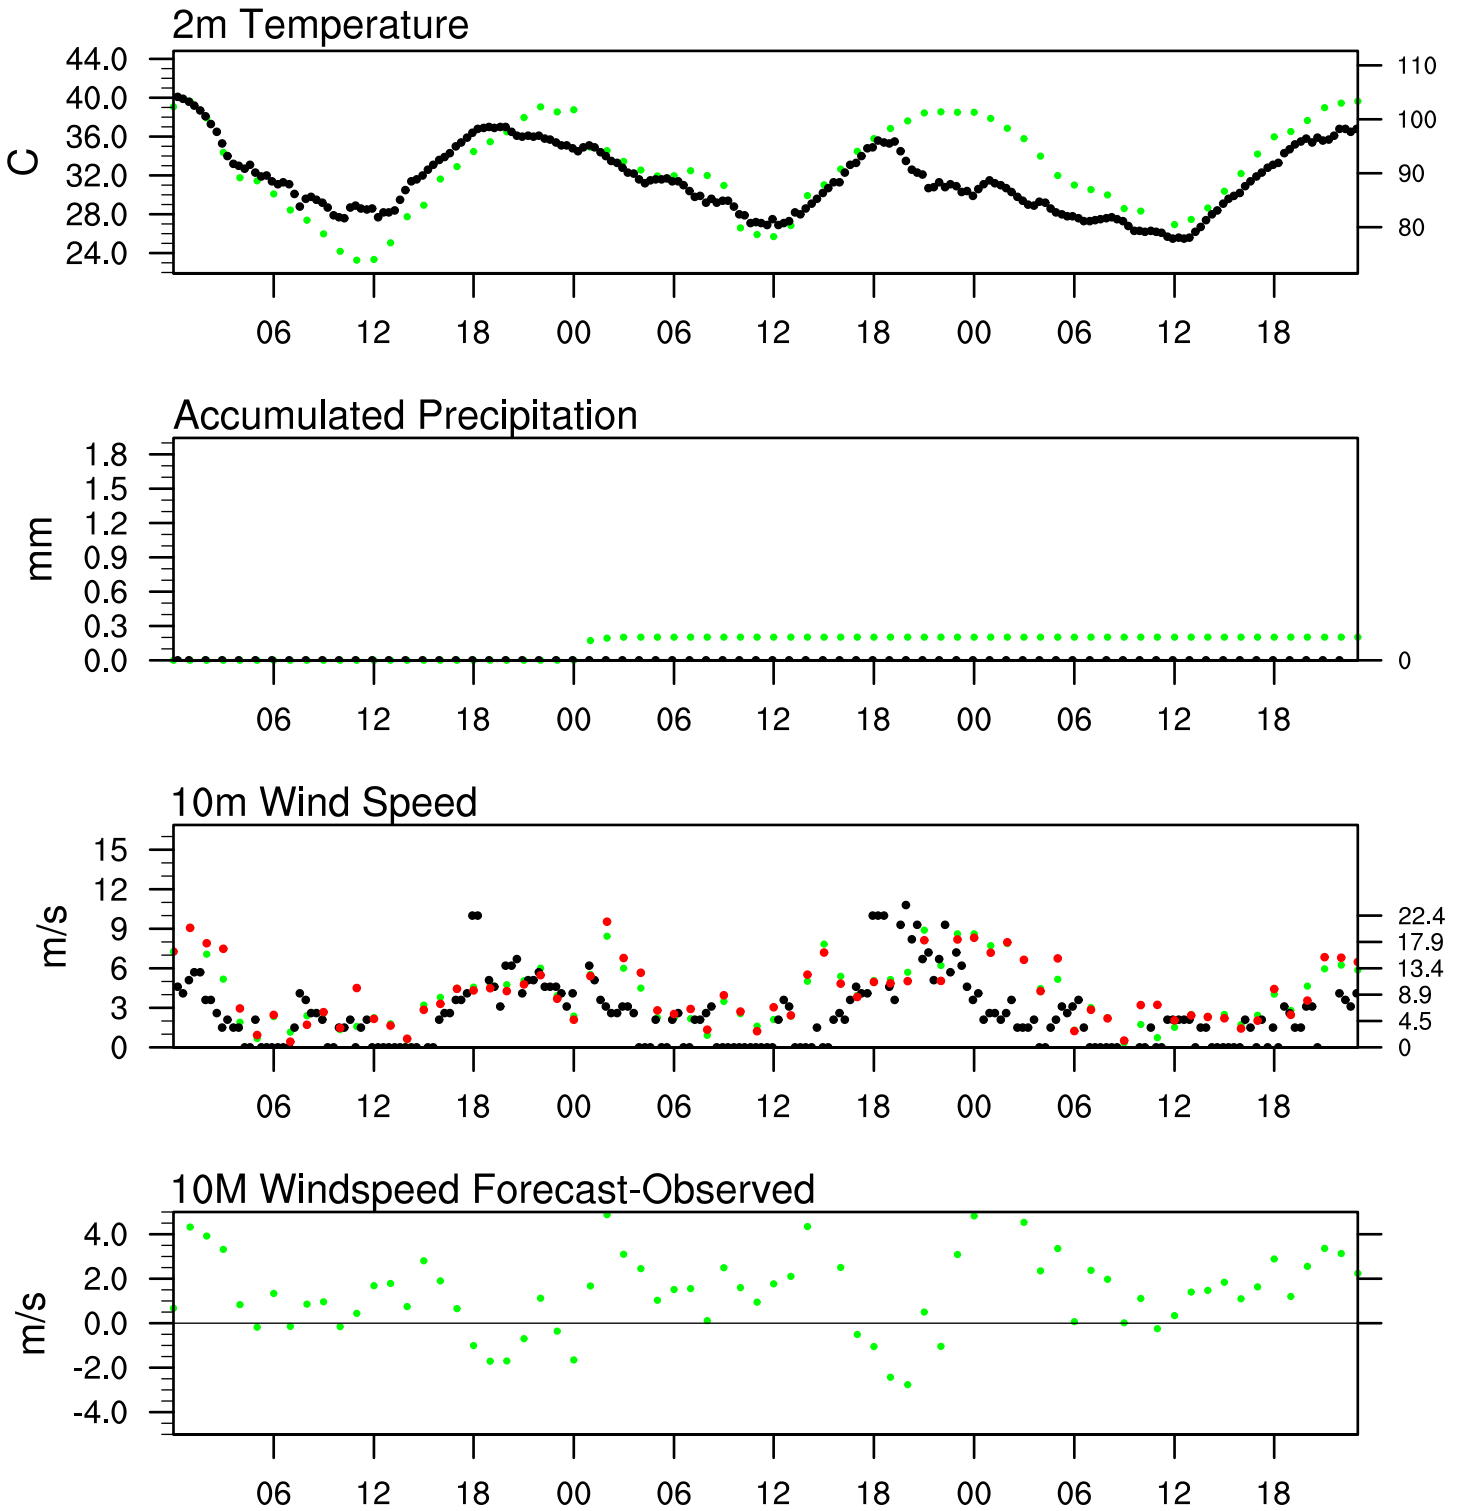 2m Temperature
44.0
40.0
36.0
32.0
28.0
24.0
C
110
100
90
80
06 12 18 00 06 12 18 00 06 12 18
Accumulated Precipitation
1.8
1.5
1.2
0.9
0.6
0.3
0.0
mm
0
06 12 18 00 06 12 18 00 06 12 18
10m Wind Speed
15
12
9
6
3
0
m/s
22.4
17.9
13.4
8.9
4.5
0
06 12 18 00 06 12 18 00 06 12 18
10M Windspeed Forecast-Observed
4.0
2.0
0.0
-2.0
-4.0
m/s
06 12 18 00 06 12 18 00 06 12 18